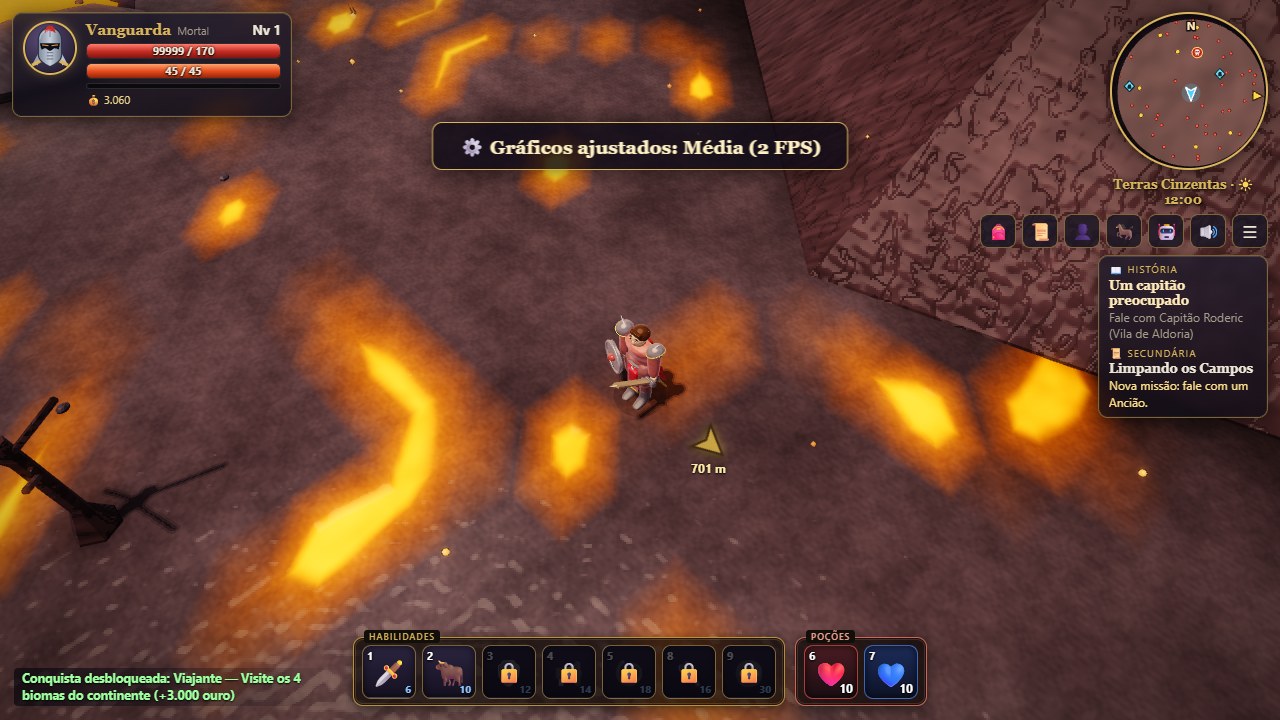 Vanguarda Mortal Nv 1
99999 / 170
45 / 45
3.060
N
Gráficos ajustados: Média (2 FPS)
Terras Cinzentas ·
12:00
HISTÓRIA
Um capitão
preocupado
Fale com Capitão Roderic
(Vila de Aldoria)
SECUNDÁRIA
Limpando os Campos
Nova missão: fale com um
Ancião.
701 m
HABILIDADES
1 6
2 10
3 12
4 14
5 18
8 16
9 30
POÇÕES
6 10
7 10
Conquista desbloqueada: Viajante — Visite os 4
biomas do continente (+3.000 ouro)